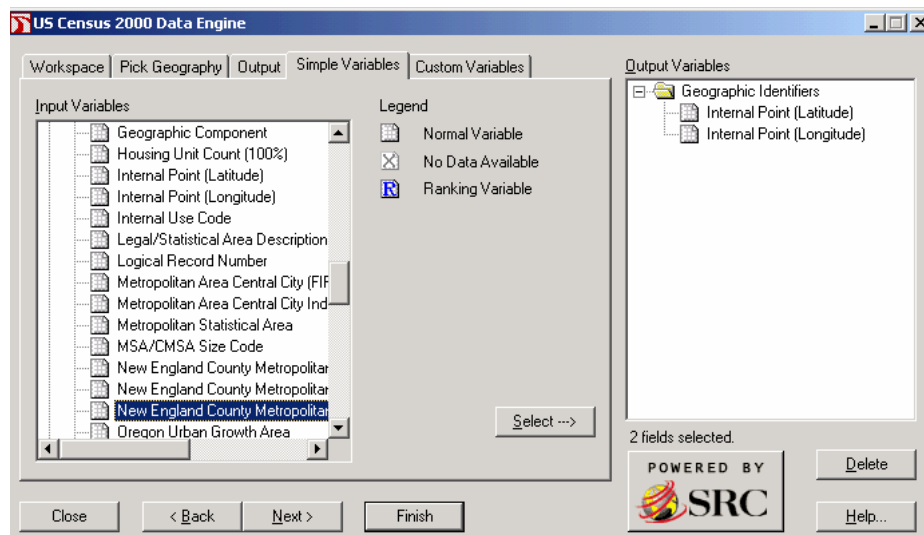 US Census 2000 Data Engine
Workspace
Pick Geography
Output
Simple Variables
Custom Variables
Input Variables
Geographic Component
Housing Unit Count (100%)
Internal Point (Latitude)
Internal Point (Longitude)
Internal Use Code
Legal/Statistical Area Description
Logical Record Number
Metropolitan Area Central City (FIF
Metropolitan Area Central City Ind
Metropolitan Statistical Area
MSA/CMSA Size Code
New England County Metropolitar
New England County Metropolitar
New England County Metropolitar
Oregon Urban Growth Area
Legend
Normal Variable
No Data Available
R Ranking Variable
Select --->
Output Variables
Geographic Identifiers
Internal Point (Latitude)
Internal Point (Longitude)
2 fields selected.
POWERED BY
SRC
Delete
Close
< Back
Next >
Finish
Help...